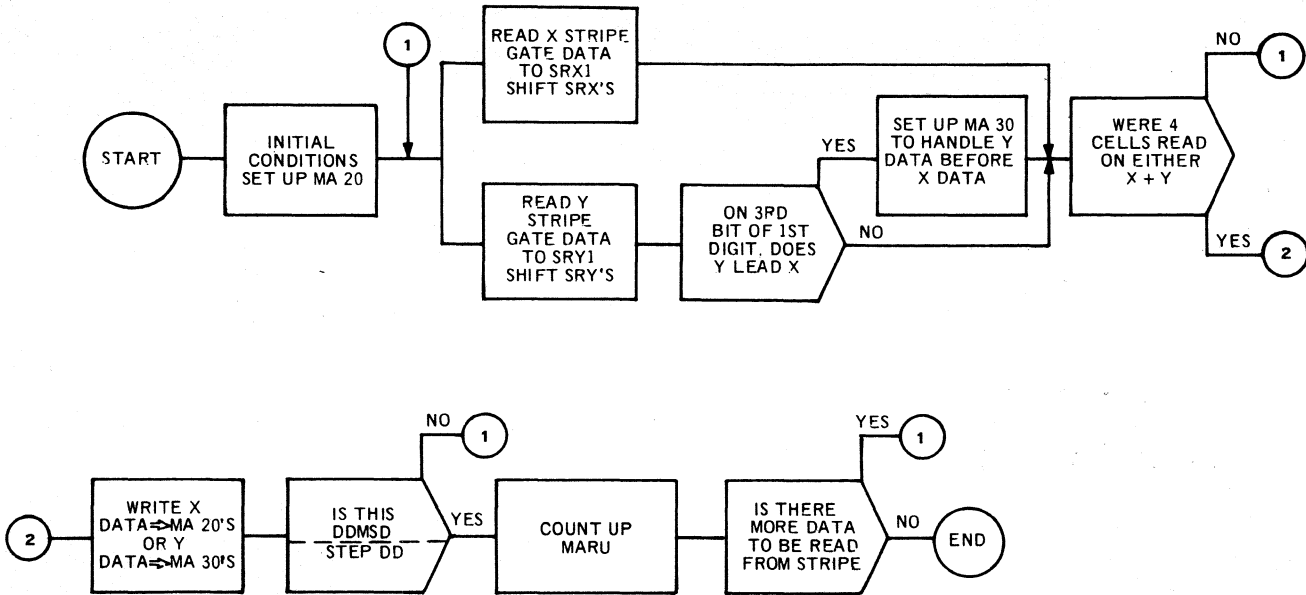 START
INITIAL
CONDITIONS
SET UP MA 20
1
READ X STRIPE
GATE DATA
TO SRX1
SHIFT SRX'S
READ Y
STRIPE
GATE DATA
TO SRY1
SHIFT SRY'S
ON 3RD
BIT OF 1ST
DIGIT, DOES
Y LEAD X
YES
NO
SET UP MA 30
TO HANDLE Y
DATA BEFORE
X DATA
WERE 4
CELLS READ
ON EITHER
X + Y
NO
1
YES
2
2
WRITE X
DATA⇒MA 20'S
OR Y
DATA⇒MA 30'S
IS THIS
DDMSD
STEP DD
NO
1
YES
COUNT UP
MARU
IS THERE
MORE DATA
TO BE READ
FROM STRIPE
YES
1
NO
END